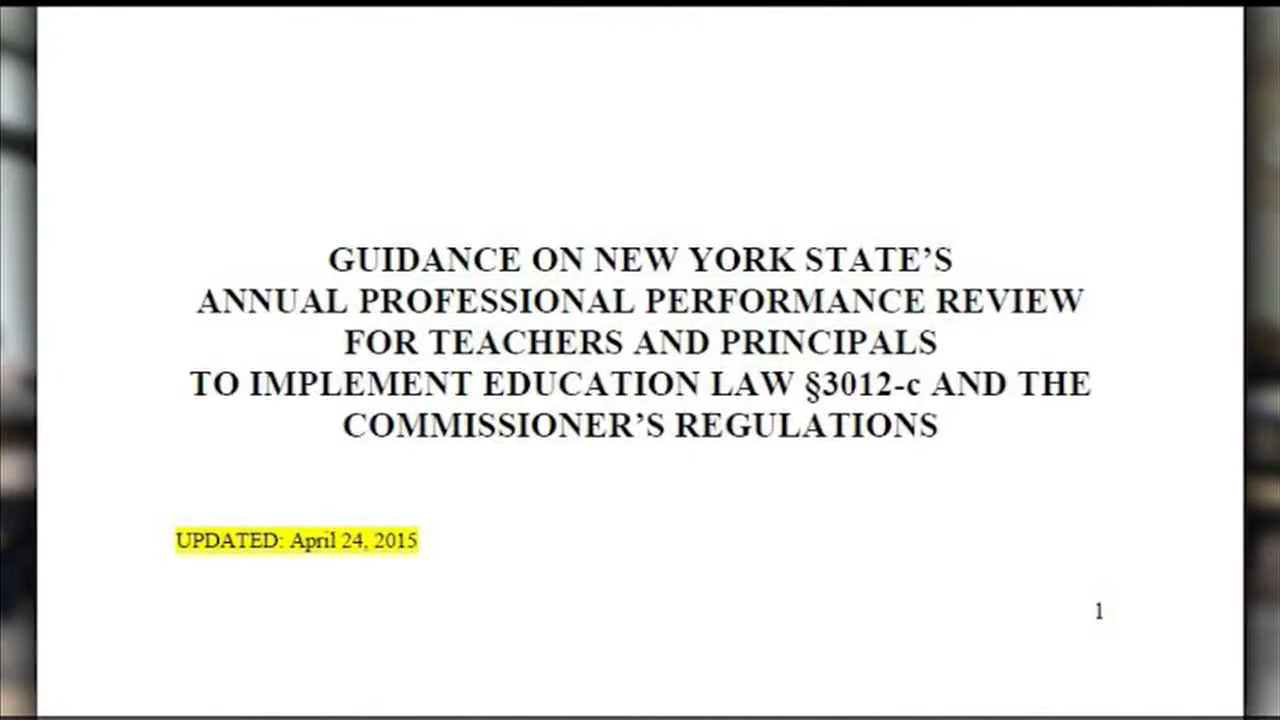 GUIDANCE ON NEW YORK STATE’S
ANNUAL PROFESSIONAL PERFORMANCE REVIEW
FOR TEACHERS AND PRINCIPALS
TO IMPLEMENT EDUCATION LAW §3012-c AND THE
COMMISSIONER’S REGULATIONS
UPDATED: April 24, 2015
1